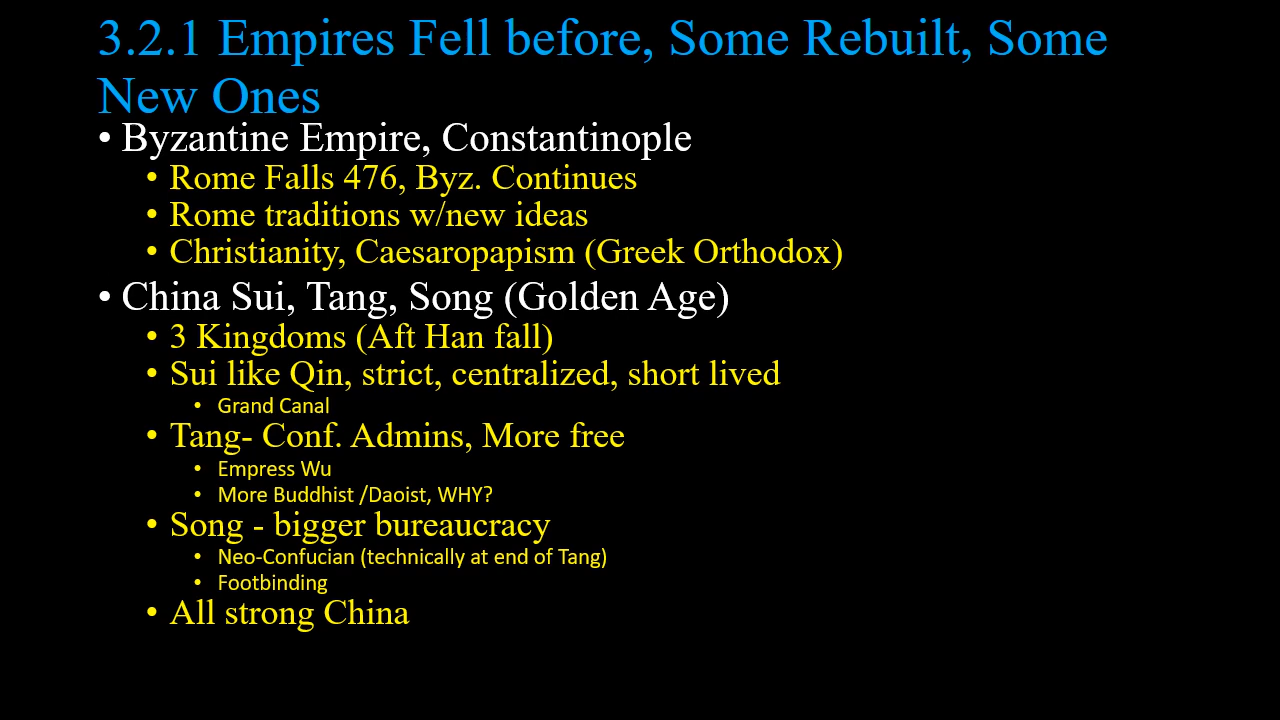 3.2.1 Empires Fell before, Some Rebuilt, Some
New Ones
• Byzantine Empire, Constantinople
• Rome Falls 476, Byz. Continues
• Rome traditions w/new ideas
• Christianity, Caesaropapism (Greek Orthodox)
• China Sui, Tang, Song (Golden Age)
• 3 Kingdoms (Aft Han fall)
• Sui like Qin, strict, centralized, short lived
• Grand Canal
• Tang- Conf. Admins, More free
• Empress Wu
• More Buddhist /Daoist, WHY?
• Song - bigger bureaucracy
• Neo-Confucian (technically at end of Tang)
• Footbinding
• All strong China